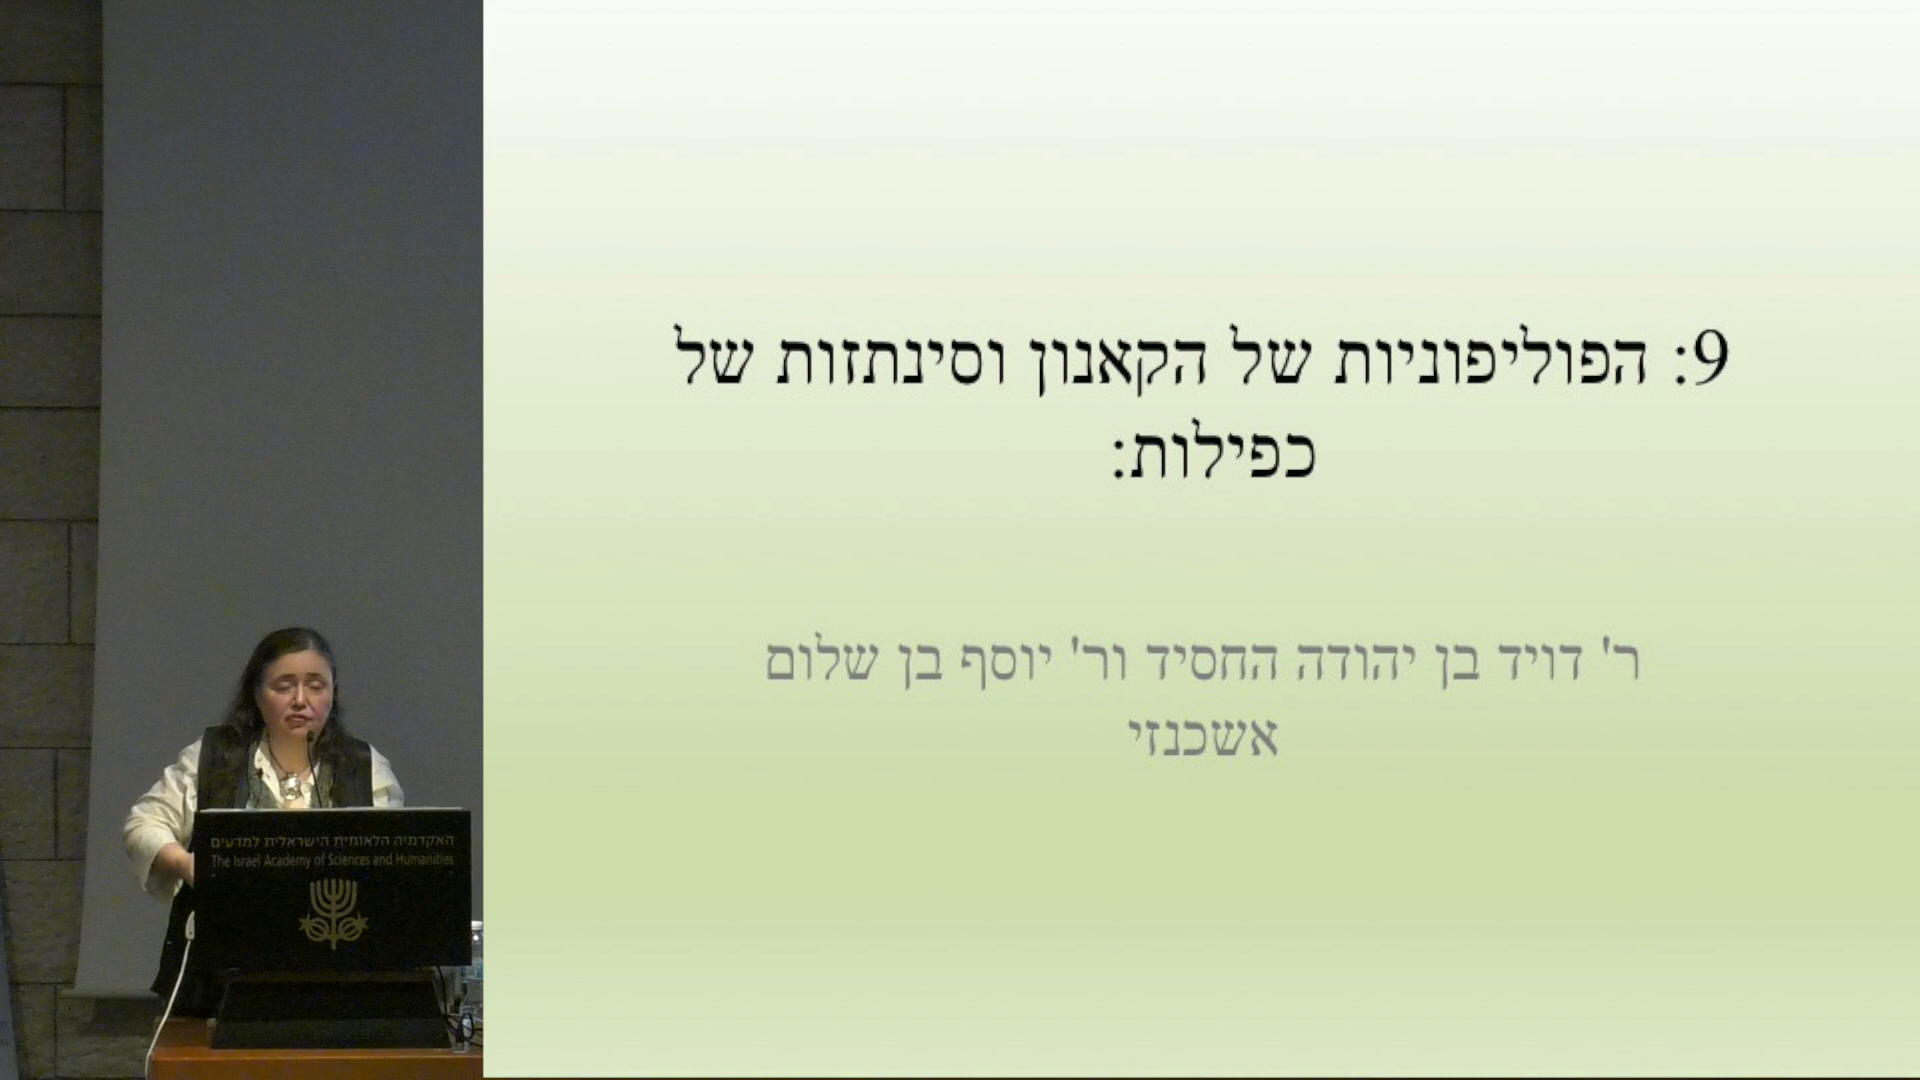 9: הפוליפוניות של הקאנון וסינתזות של
כפילות:
ר' דויד בן יהודה החסיד ור' יוסף בן שלום
אשכנזי
האקדמיה הלאומית הישראלית למדעים
The Israel Academy of Sciences and Humanities